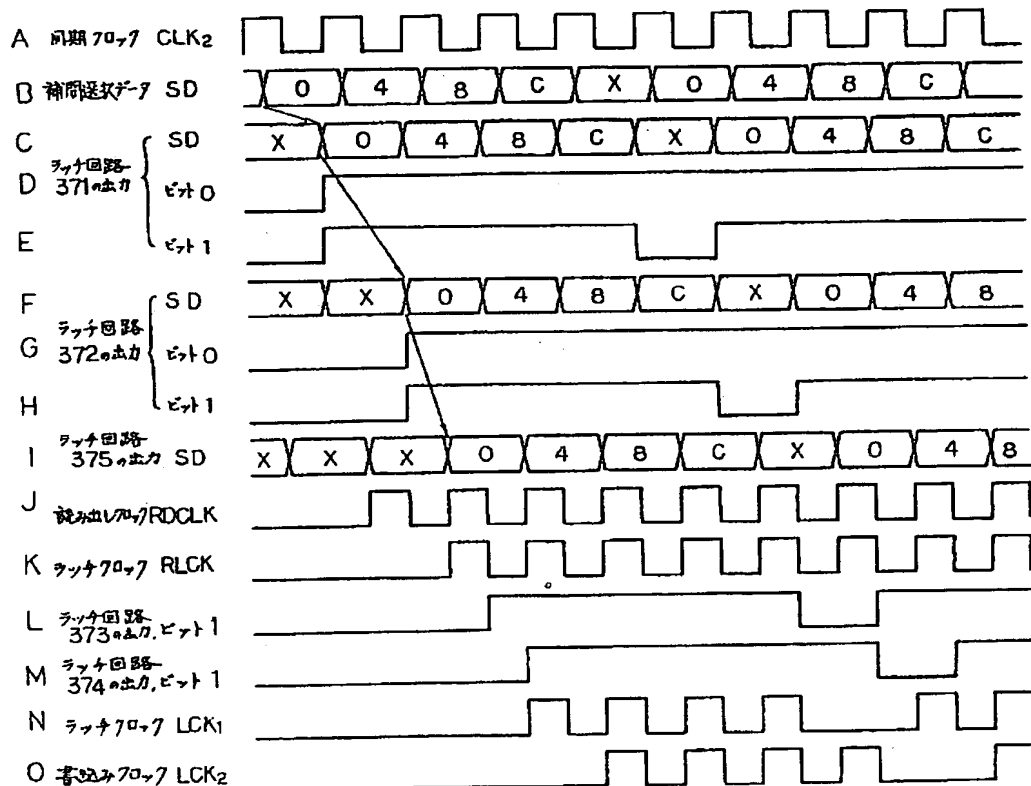 A 同期クロック CLK2
B 補間選択データ SD
0 4 8 C X 0 4 8 C
C SD
X 0 4 8 C X 0 4 8 C
ラッチ回路
371の出力
D ビット0
E ビット1
F SD
X X 0 4 8 C X 0 4 8
ラッチ回路
372の出力
G ビット0
H ビット1
I ラッチ回路
375の出力 SD
X X X 0 4 8 C X 0 4 8
J 読み出しクロックRDCLK
K ラッチクロック RLCK
L ラッチ回路
373の出力,ビット1
M ラッチ回路
374の出力,ビット1
N ラッチクロック LCK1
O 書き込みクロック LCK2